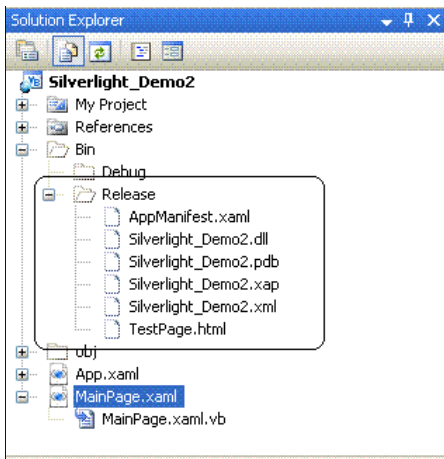 Solution Explorer
VB
Silverlight_Demo2
My Project
References
Bin
Debug
Release
AppManifest.xaml
Silverlight_Demo2.dll
Silverlight_Demo2.pdb
Silverlight_Demo2.xap
Silverlight_Demo2.xml
TestPage.html
obj
App.xaml
MainPage.xaml
MainPage.xaml.vb